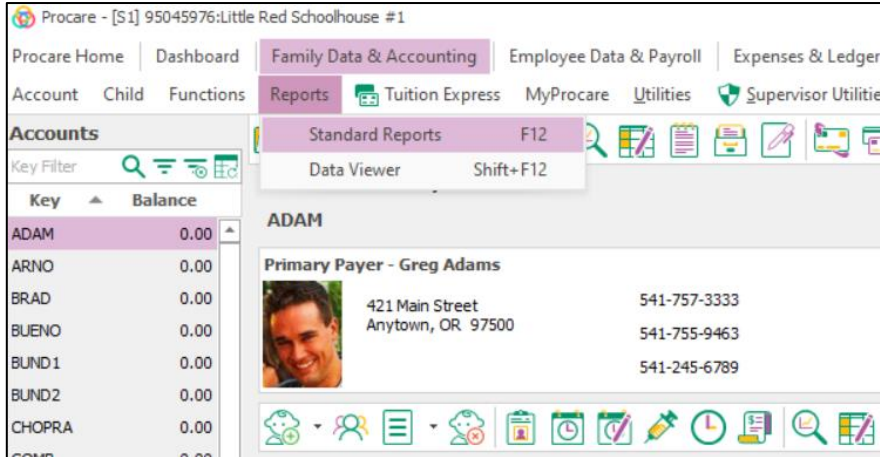 Procare - [S1] 95045976:Little Red Schoolhouse #1
Procare Home Dashboard Family Data & Accounting Employee Data & Payroll Expenses & Ledger
Account Child Functions Reports Tuition Express MyProcare Utilities Supervisor Utilitie
Accounts
Standard Reports F12
Key Filter
Data Viewer Shift+F12
Key Balance
ADAM
ADAM 0.00
ARNO 0.00
Primary Payer - Greg Adams
BRAD 0.00
421 Main Street 541-757-3333
Anytown, OR 97500
BUENO 0.00
541-755-9463
BUND1 0.00
541-245-6789
BUND2 0.00
CHOPRA 0.00